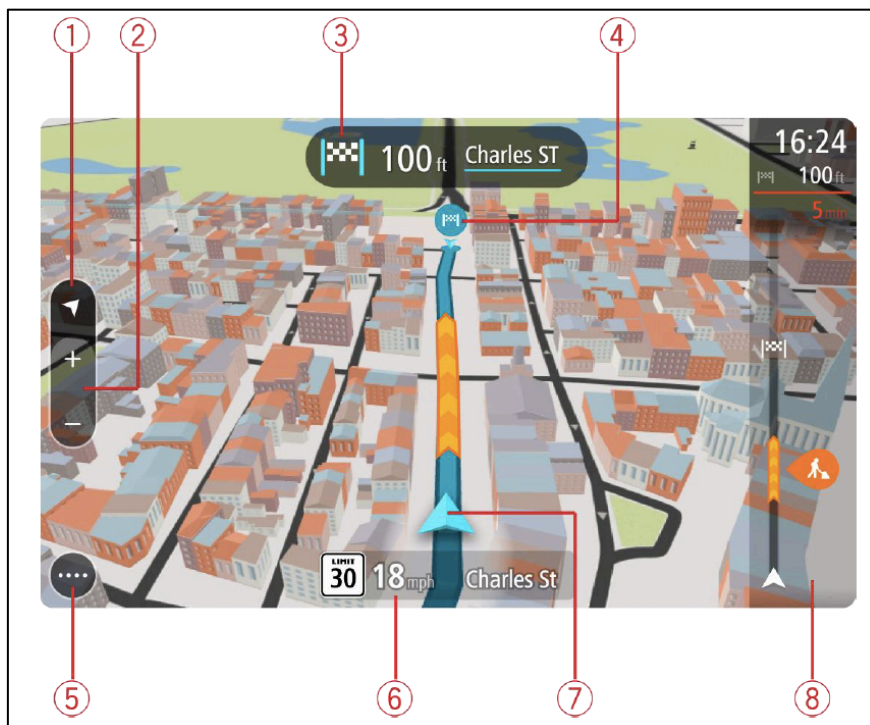 ① ② ③ ④
100 ft Charles ST
16:24
100 ft
5 min
+
−
LIMIT
30
18 mph Charles St
⑤ ⑥ ⑦ ⑧